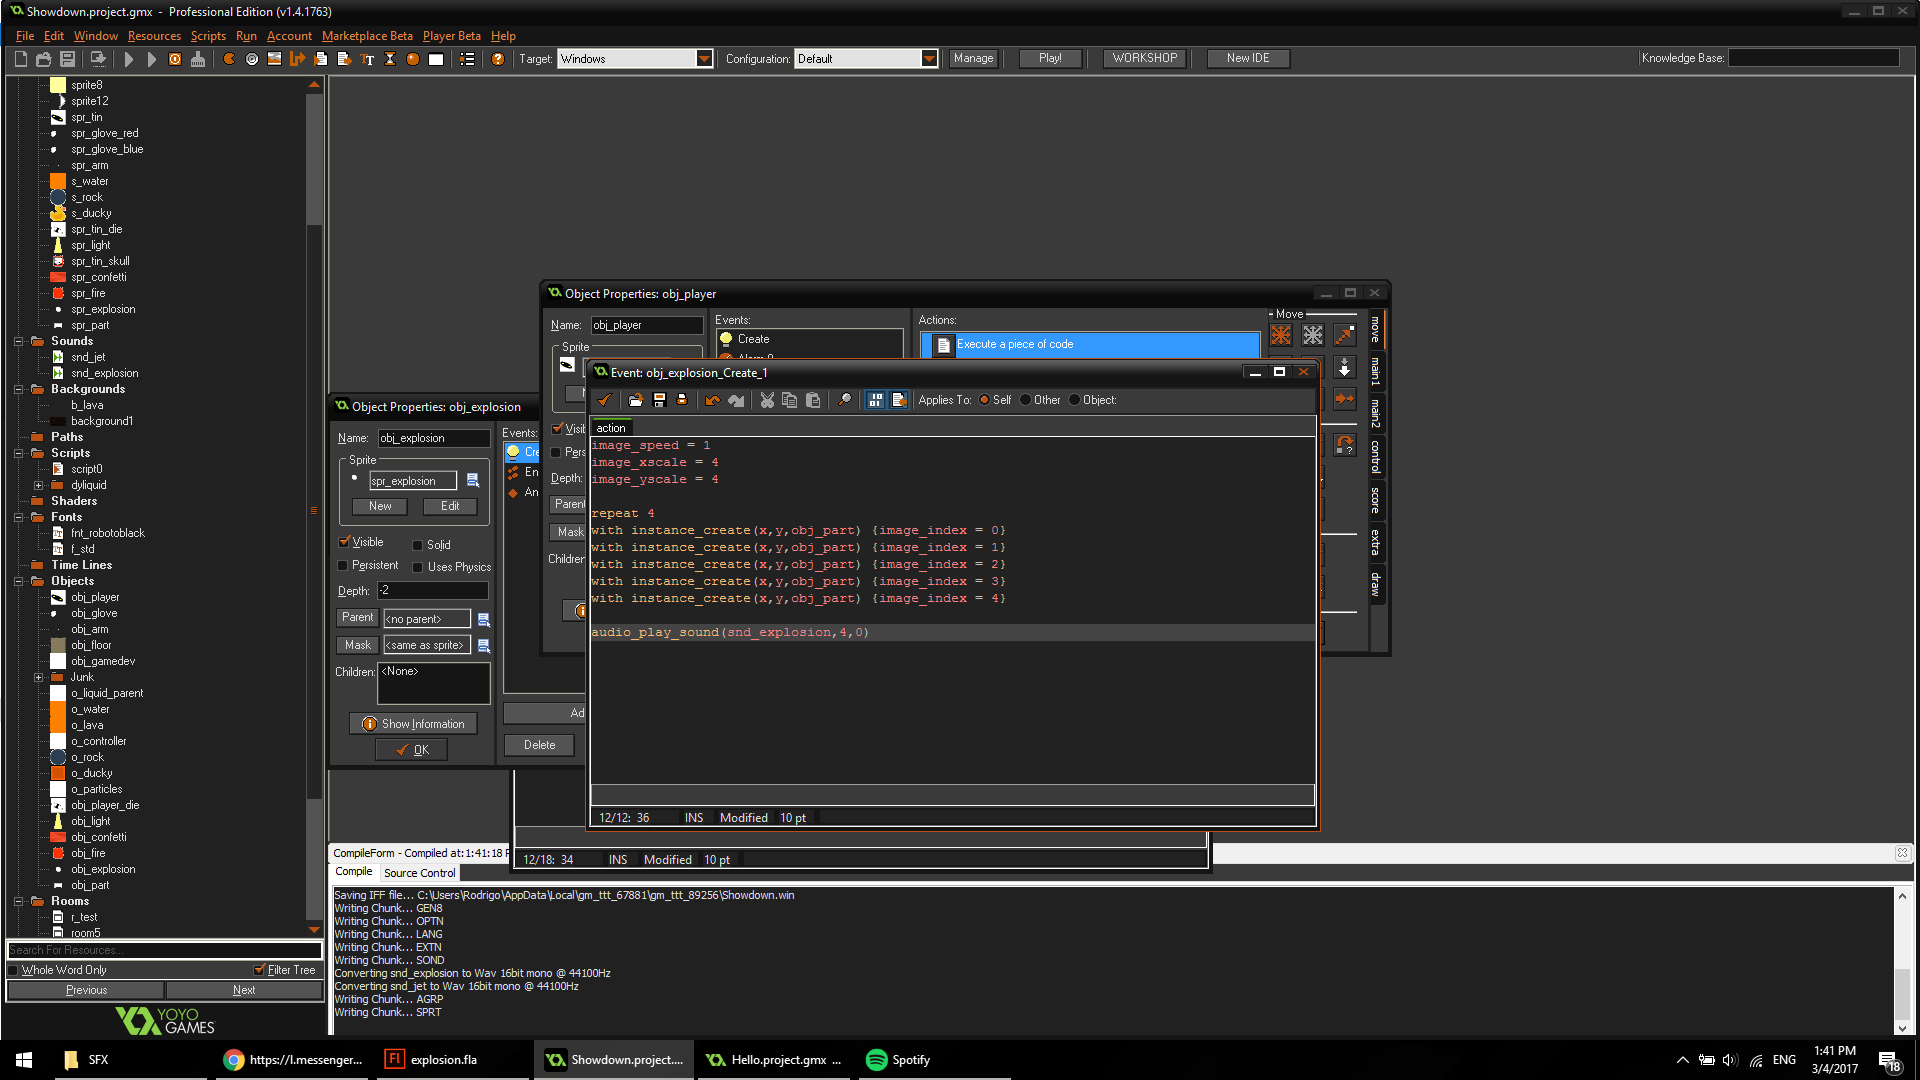 Showdown.project.gmx - Professional Edition (v1.4.1763)
File Edit Window Resources Scripts Run Account Marketplace Beta Player Beta Help
Target: Windows Configuration: Default Manage Play! WORKSHOP New IDE Knowledge Base:
sprite8
sprite12
spr_tin
spr_glove_red
spr_glove_blue
spr_arm
s_water
s_rock
s_ducky
spr_tin_die
spr_light
spr_tin_skull
spr_confetti
spr_fire
spr_explosion
spr_part
Sounds
snd_jet
snd_explosion
Backgrounds
b_lava
background1
Paths
Scripts
script0
dyliquid
Shaders
Fonts
fnt_robotoblack
f_std
Time Lines
Objects
obj_player
obj_glove
obj_arm
obj_floor
obj_gamedev
Junk
o_liquid_parent
o_water
o_lava
o_controller
o_rock
o_ducky
o_particles
obj_player_die
obj_light
obj_confetti
obj_fire
obj_explosion
obj_part
Rooms
r_test
room5
Search For Resources...
Whole Word Only Filter Tree
Previous Next
YOYO
GAMES
Object Properties: obj_player
Name: obj_player
Sprite
Events:
Create
Actions:
Execute a piece of code
Move
move
main1
main2
control
score
extra
draw
Depth:
Parent
Mask
Children
Object Properties: obj_explosion
Name: obj_explosion
Sprite
spr_explosion
New Edit
Visible Solid
Persistent Uses Physics
Depth: -2
Parent <no parent>
Mask <same as sprite>
Children: <None>
Show Information
OK
Events:
Cre
En
An
Ad
Delete
Event: obj_explosion_Create_1
Applies To: Self Other Object:
action
image_speed = 1
image_xscale = 4
image_yscale = 4
repeat 4
with instance_create(x,y,obj_part) {image_index = 0}
with instance_create(x,y,obj_part) {image_index = 1}
with instance_create(x,y,obj_part) {image_index = 2}
with instance_create(x,y,obj_part) {image_index = 3}
with instance_create(x,y,obj_part) {image_index = 4}
audio_play_sound(snd_explosion,4,0)
12/12: 36 INS Modified 10 pt
12/18: 34 INS Modified 10 pt
CompileForm - Compiled at:1:41:18
Compile Source Control
Saving IFF file... C:\Users\Rodrigo\AppData\Local\gm_ttt_67881\gm_ttt_89256\Showdown.win
Writing Chunk... GEN8
Writing Chunk... OPTN
Writing Chunk... LANG
Writing Chunk... EXTN
Writing Chunk... SOND
Converting snd_explosion to Wav 16bit mono @ 44100Hz
Converting snd_jet to Wav 16bit mono @ 44100Hz
Writing Chunk... AGRP
Writing Chunk... SPRT
SFX
https://l.messenger...
Fl explosion.fla
Showdown.project....
Hello.project.gmx ...
Spotify
ENG
1:41 PM
3/4/2017
18